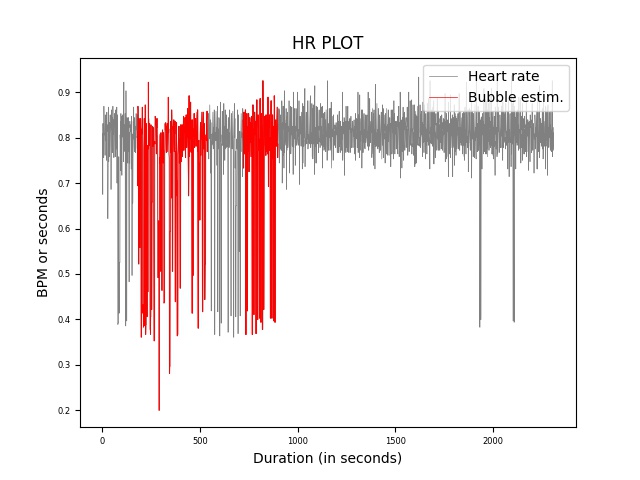 HR PLOT
Heart rate
Bubble estim.
BPM or seconds
0.9
0.8
0.7
0.6
0.5
0.4
0.3
0.2
0 500 1000 1500 2000
Duration (in seconds)